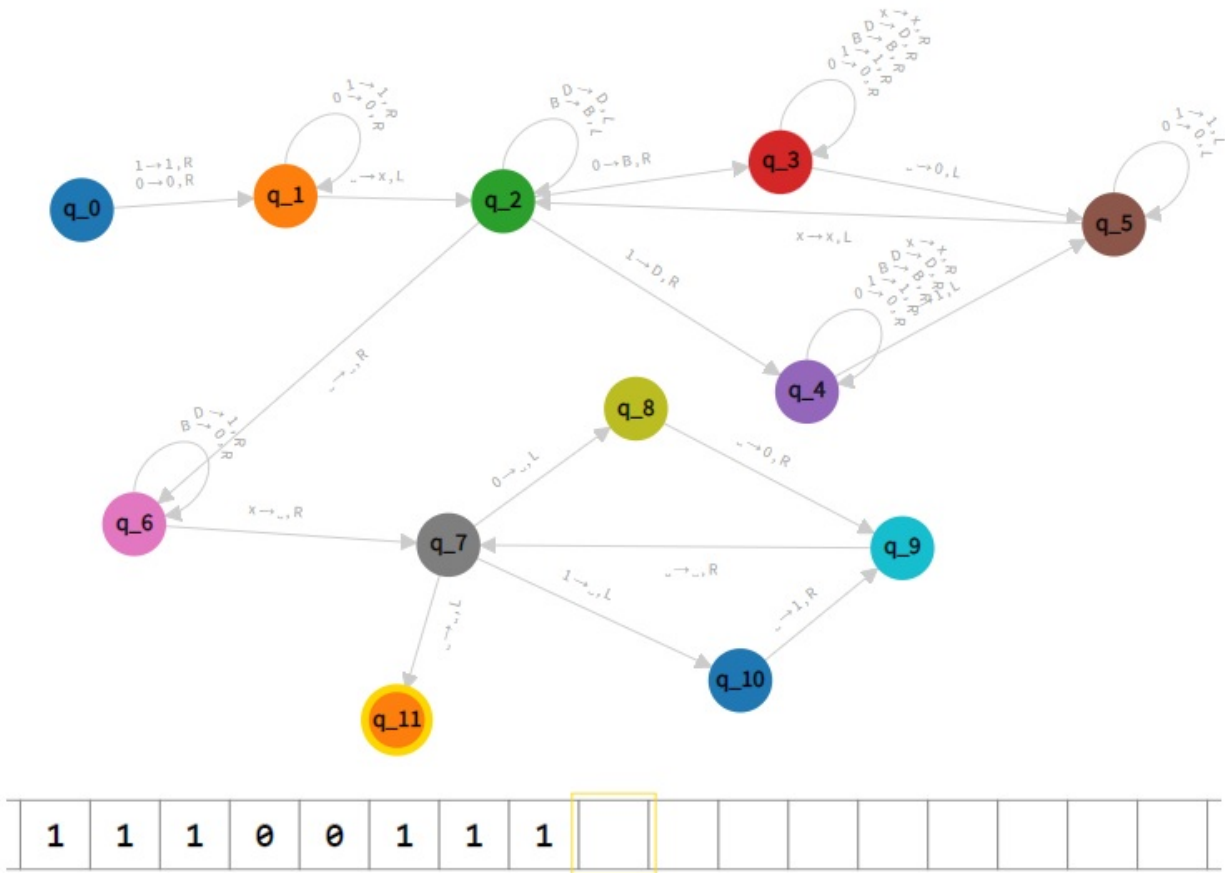 x→x,R
D→D,R
B→B,R
1→1,R
0→0,R
1→1,R
0→0,R
D→D,L
B→B,L
1→1,L
0→0,L
1→1,R
0→0,R
q_0
q_1
˽→x,L
q_2
0→B,R
q_3
˽→0,L
q_5
x→x,L
1→D,R
x→x,R
D→D,R
B→B,R
1→1,R
0→0,R
˽→1,L
q_4
˽→˽,R
q_8
D→1,R
B→0,R
0→˽,L
˽→0,R
q_6
x→˽,R
q_7
˽→˽,R
q_9
1→˽,L
˽→1,R
˽→˽,L
q_10
q_11
1 1 1 0 0 1 1 1